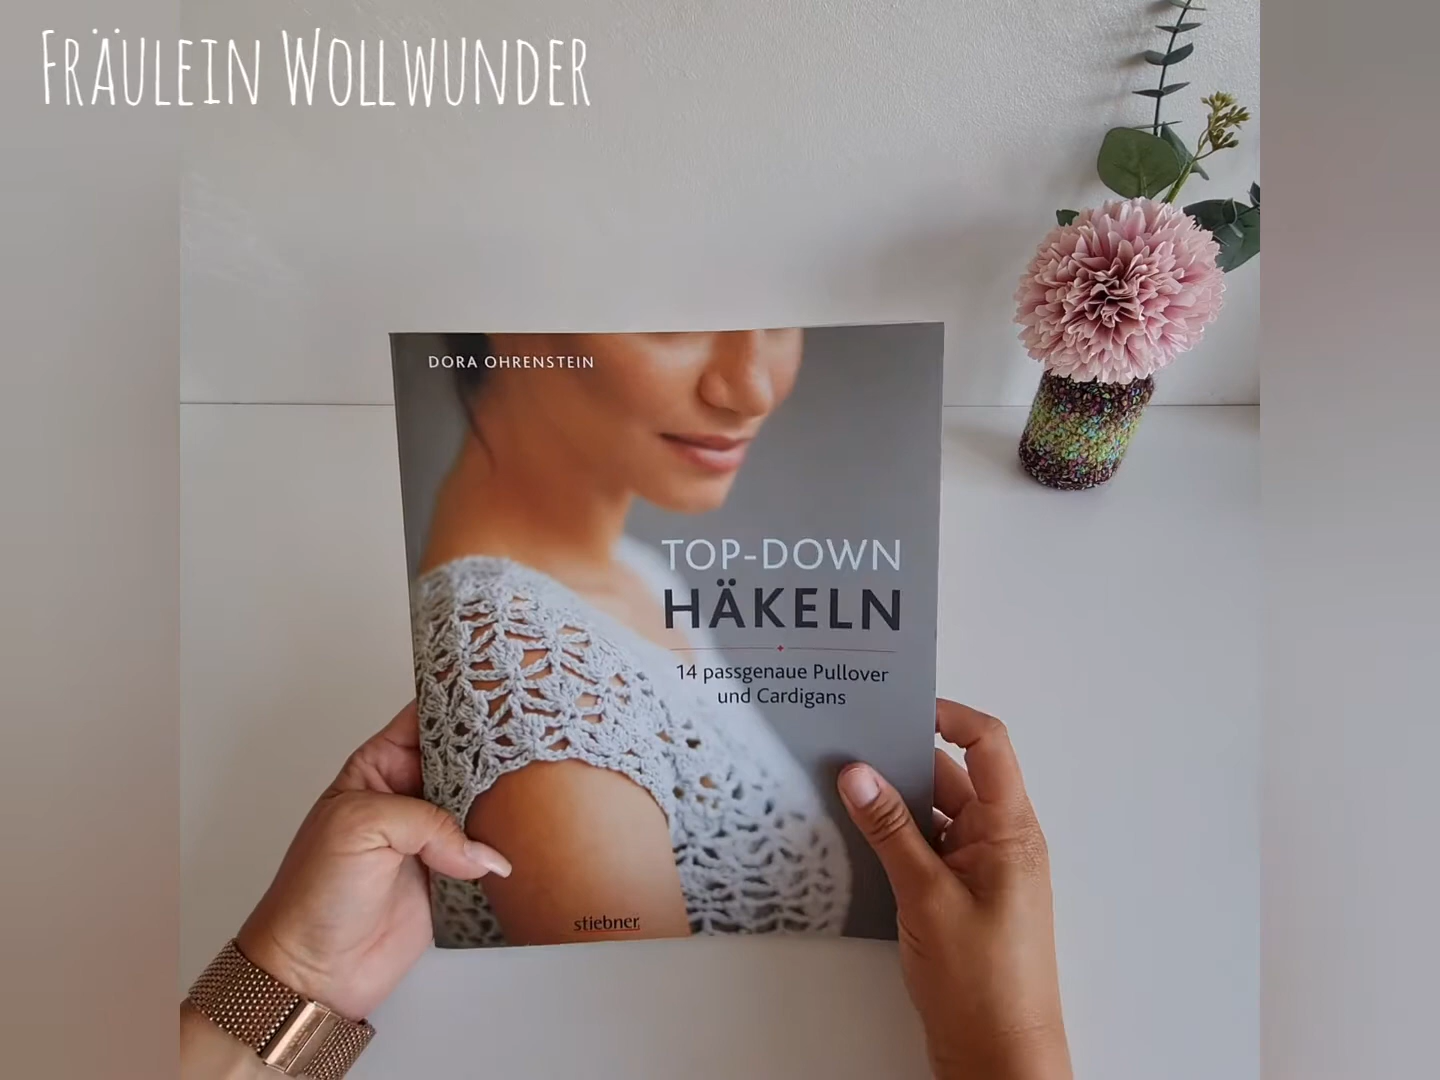 FRÄULEIN WOLLWUNDER
DORA OHRENSTEIN
TOP-DOWN
HÄKELN
14 passgenaue Pullover
und Cardigans
stiebner